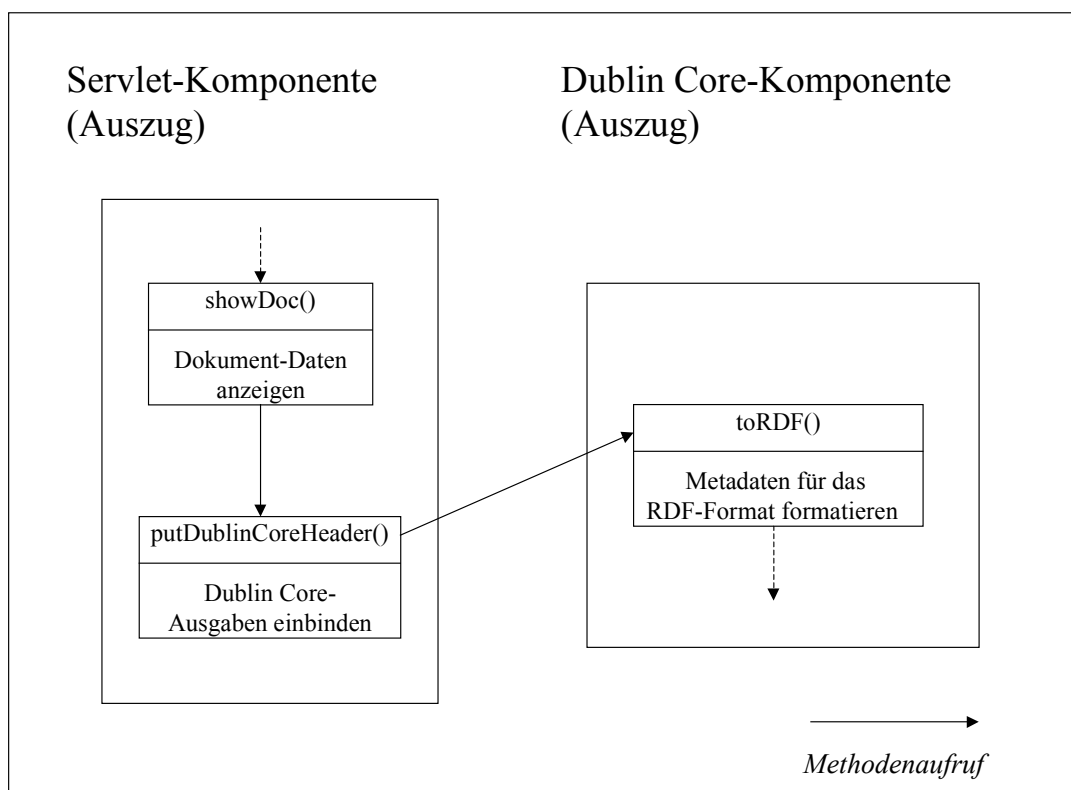 Servlet-Komponente
(Auszug)
Dublin Core-Komponente
(Auszug)
showDoc()
Dokument-Daten
anzeigen
putDublinCoreHeader()
Dublin Core-
Ausgaben einbinden
toRDF()
Metadaten für das
RDF-Format formatieren
Methodenaufruf